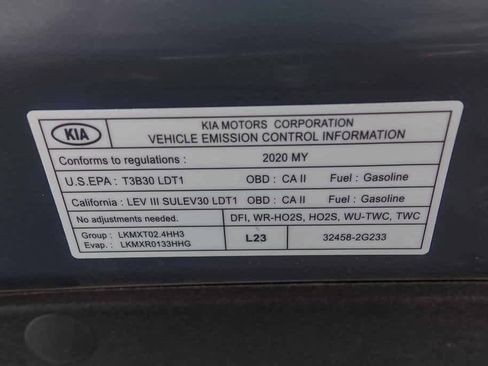 KIA
KIA MOTORS CORPORATION
VEHICLE EMISSION CONTROL INFORMATION
Conforms to regulations : 2020 MY
U.S.EPA : T3B30 LDT1 OBD : CA II Fuel : Gasoline
California : LEV III SULEV30 LDT1 OBD : CA II Fuel : Gasoline
No adjustments needed. DFI, WR-HO2S, HO2S, WU-TWC, TWC
Group : LKMXT02.4HH3
Evap. : LKMXR0133HHG
L23 32458-2G233